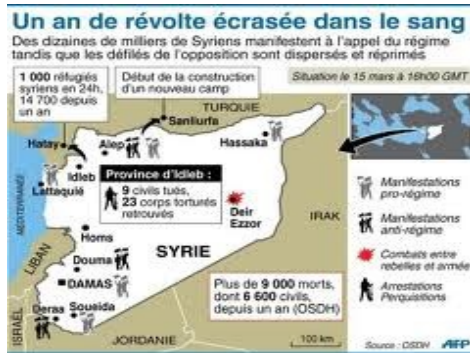 Un an de révolte écrasée dans le sang
Des dizaines de milliers de Syriens manifestent à l'appel du régime
tandis que les défilés de l'opposition sont dispersés et réprimés
1 000 réfugiés
syriens en 24h,
14 700 depuis
un an
Début de la construction
d'un nouveau camp
Situation le 15 mars à 16h00 GMT
TURQUIE
Sanliurfa
Hatay
Alep
Hassaka
Idleb
Lattaquié
MÉDITERRANÉE
Province d'Idleb :
9 civils tués,
23 corps torturés
retrouvés
Deir
Ezzor
IRAK
Homs
SYRIE
LIBAN
Douma
DAMAS
Deraa
Soueida
ISRAËL
JORDANIE
Plus de 9 000 morts,
dont 6 600 civils,
depuis un an (OSDH)
100 km
Manifestations
pro-régime
Manifestations
anti-régime
Combats entre
rebelles et armée
Arrestations
Perquisitions
Source : OSDH
AFP